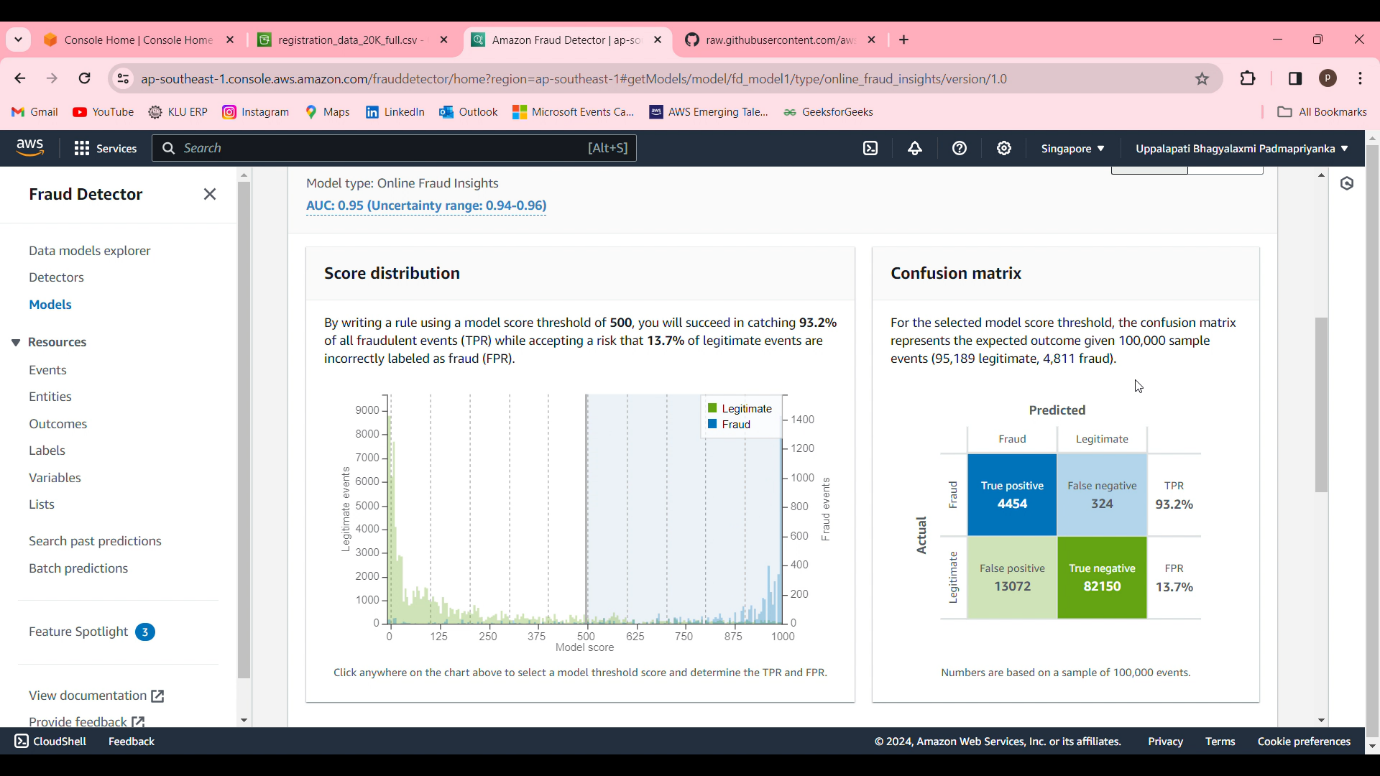 Console Home | Console Home
registration_data_20K_full.csv -
Amazon Fraud Detector | ap-so
raw.githubusercontent.com/aw
ap-southeast-1.console.aws.amazon.com/frauddetector/home?region=ap-southeast-1#getModels/model/fd_model1/type/online_fraud_insights/version/1.0
P
Gmail
YouTube
KLU ERP
Instagram
Maps
LinkedIn
Outlook
Microsoft Events Ca...
AWS Emerging Tale...
GeeksforGeeks
All Bookmarks
aws
Services
Search
[Alt+S]
Singapore
Uppalapati Bhagyalaxmi Padmapriyanka
Fraud Detector
Data models explorer
Detectors
Models
Resources
Events
Entities
Outcomes
Labels
Variables
Lists
Search past predictions
Batch predictions
Feature Spotlight 3
View documentation
Provide feedback
Model type: Online Fraud Insights
AUC: 0.95 (Uncertainty range: 0.94-0.96)
Score distribution
By writing a rule using a model score threshold of 500, you will succeed in catching 93.2%
of all fraudulent events (TPR) while accepting a risk that 13.7% of legitimate events are
incorrectly labeled as fraud (FPR).
Legitimate
Fraud
Legitimate events
9000
8000
7000
6000
5000
4000
3000
2000
1000
0
1400
1200
1000
800
600
400
200
0
Fraud events
0 125 250 375 500 625 750 875 1000
Model score
Click anywhere on the chart above to select a model threshold score and determine the TPR and FPR.
Confusion matrix
For the selected model score threshold, the confusion matrix
represents the expected outcome given 100,000 sample
events (95,189 legitimate, 4,811 fraud).
Predicted
Fraud Legitimate
Actual
Fraud
True positive
4454
False negative
324
TPR
93.2%
Legitimate
False positive
13072
True negative
82150
FPR
13.7%
Numbers are based on a sample of 100,000 events.
CloudShell
Feedback
© 2024, Amazon Web Services, Inc. or its affiliates.
Privacy
Terms
Cookie preferences